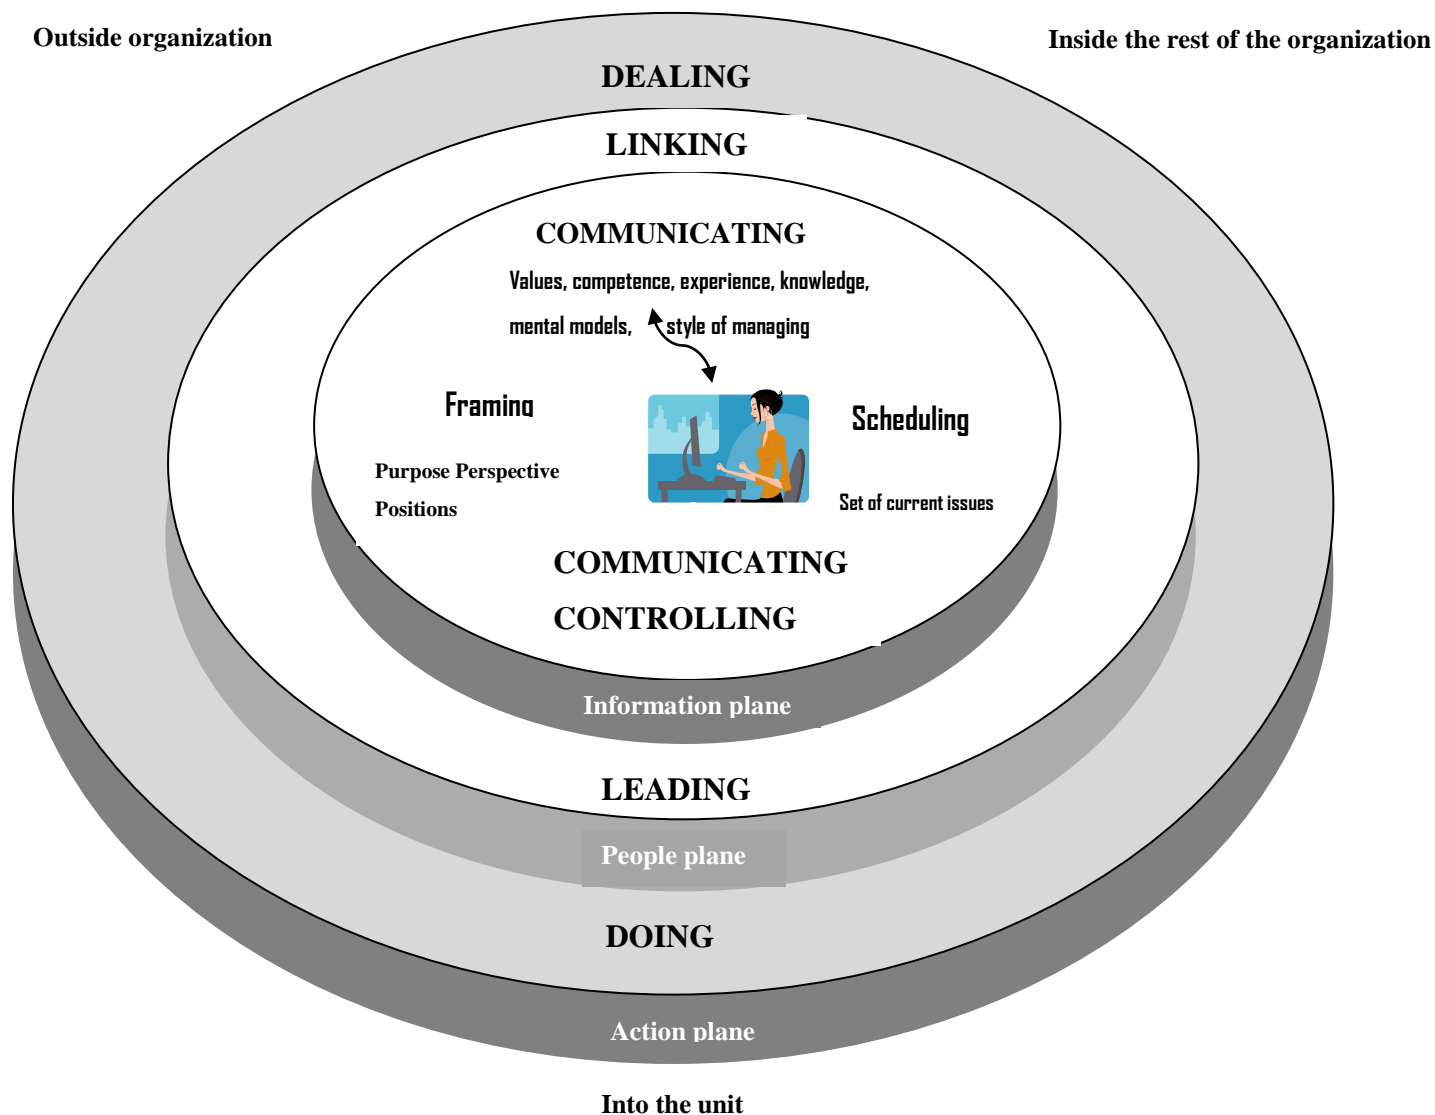 Outside organization
Inside the rest of the organization
DEALING
LINKING
COMMUNICATING
Values, competence, experience, knowledge,
mental models, style of managing
Framing
Scheduling
Purpose Perspective
Positions
Set of current issues
COMMUNICATING
CONTROLLING
Information plane
LEADING
People plane
DOING
Action plane
Into the unit